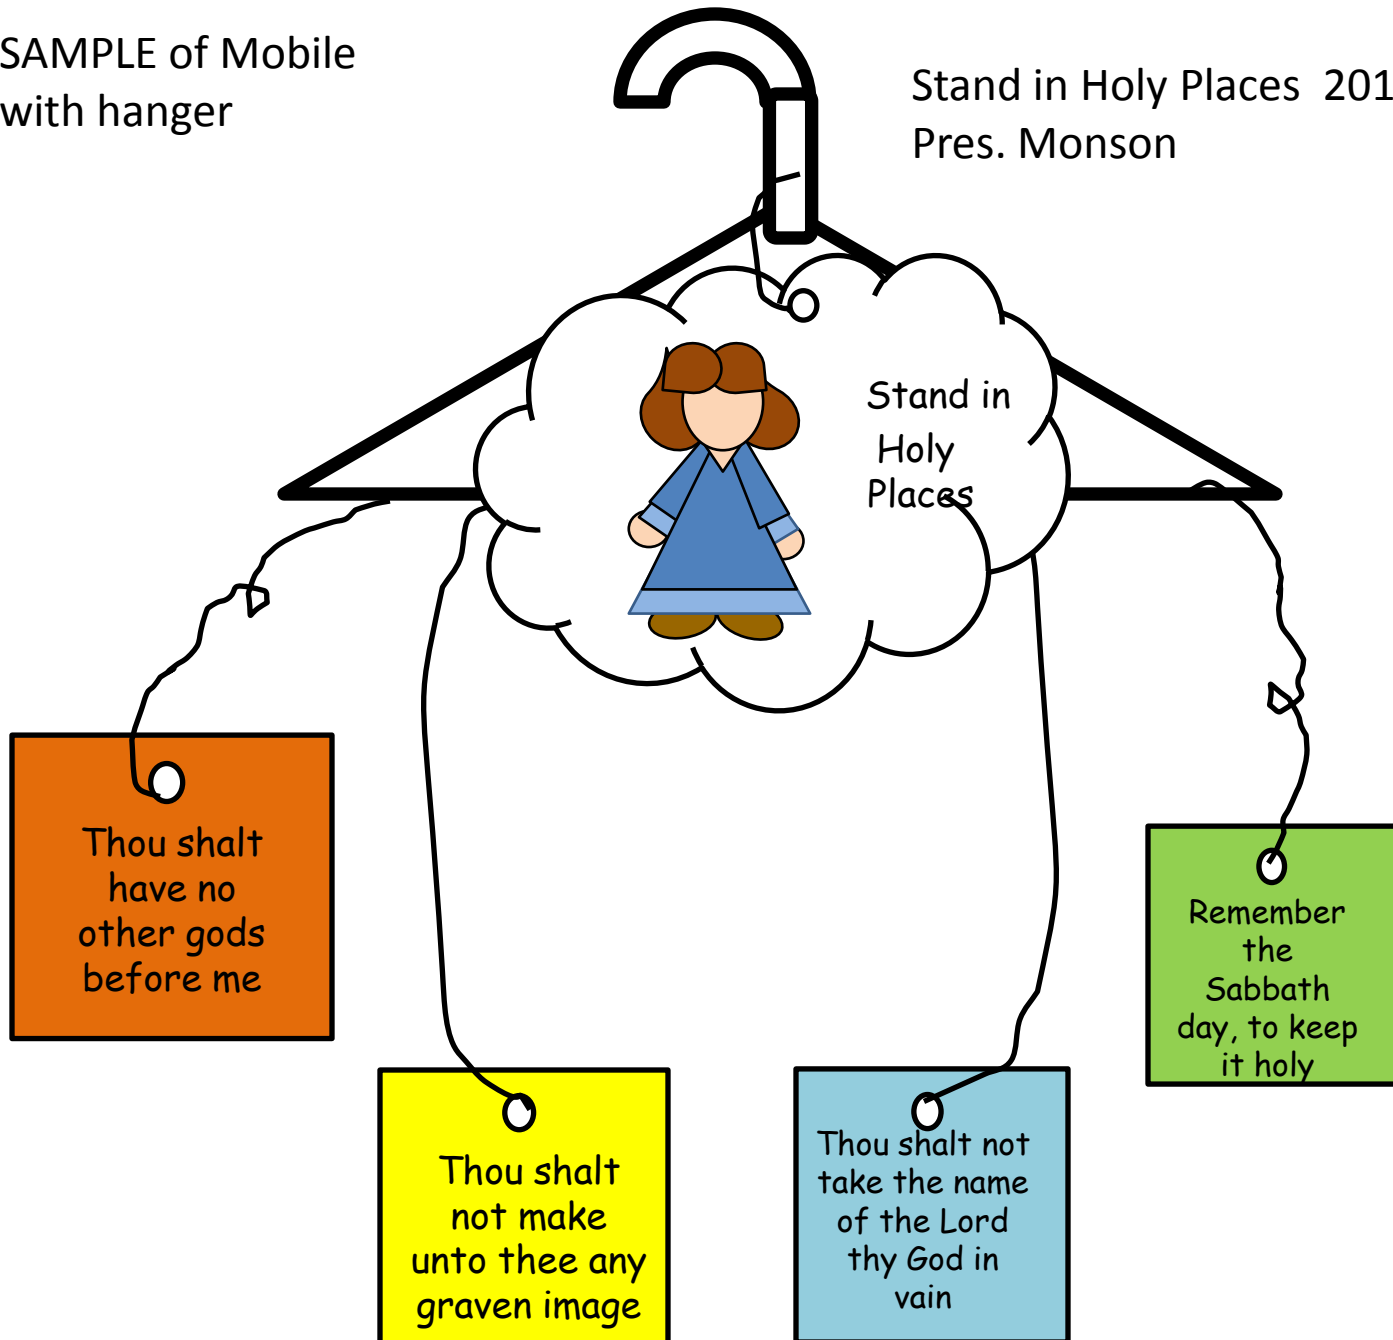 SAMPLE of Mobile
with hanger
Stand in Holy Places 201
Pres. Monson
Stand in
Holy
Places
Thou shalt
have no
other gods
before me
Thou shalt
not make
unto thee any
graven image
Thou shalt not
take the name
of the Lord
thy God in
vain
Remember
the
Sabbath
day, to keep
it holy